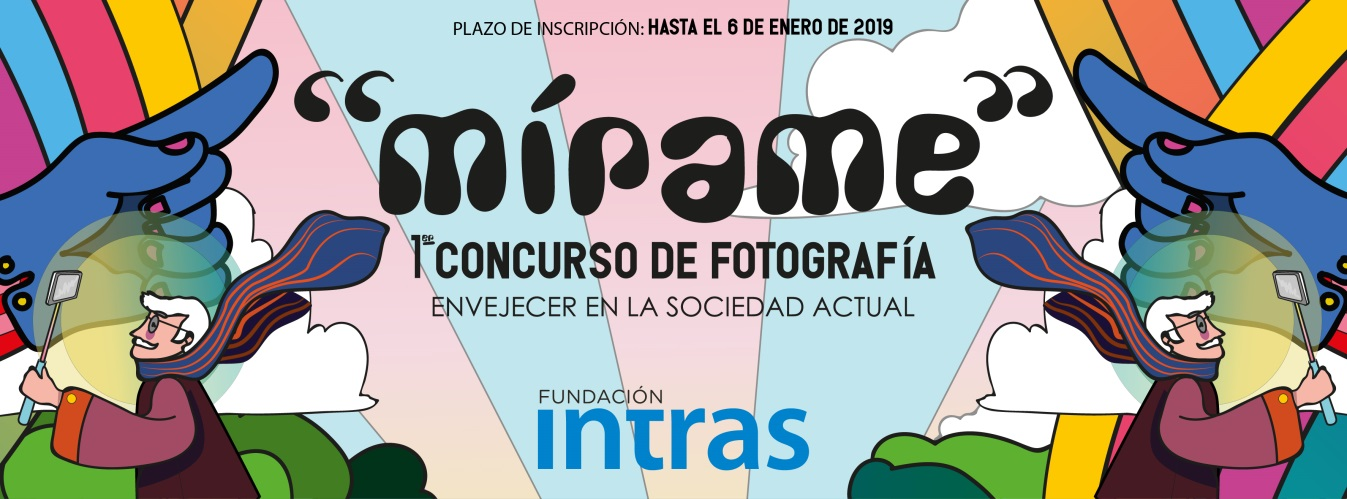 PLAZO DE INSCRIPCIÓN: HASTA EL 6 DE ENERO DE 2019
“mírame”
1er CONCURSO DE FOTOGRAFÍA
ENVEJECER EN LA SOCIEDAD ACTUAL
FUNDACIÓN
intras